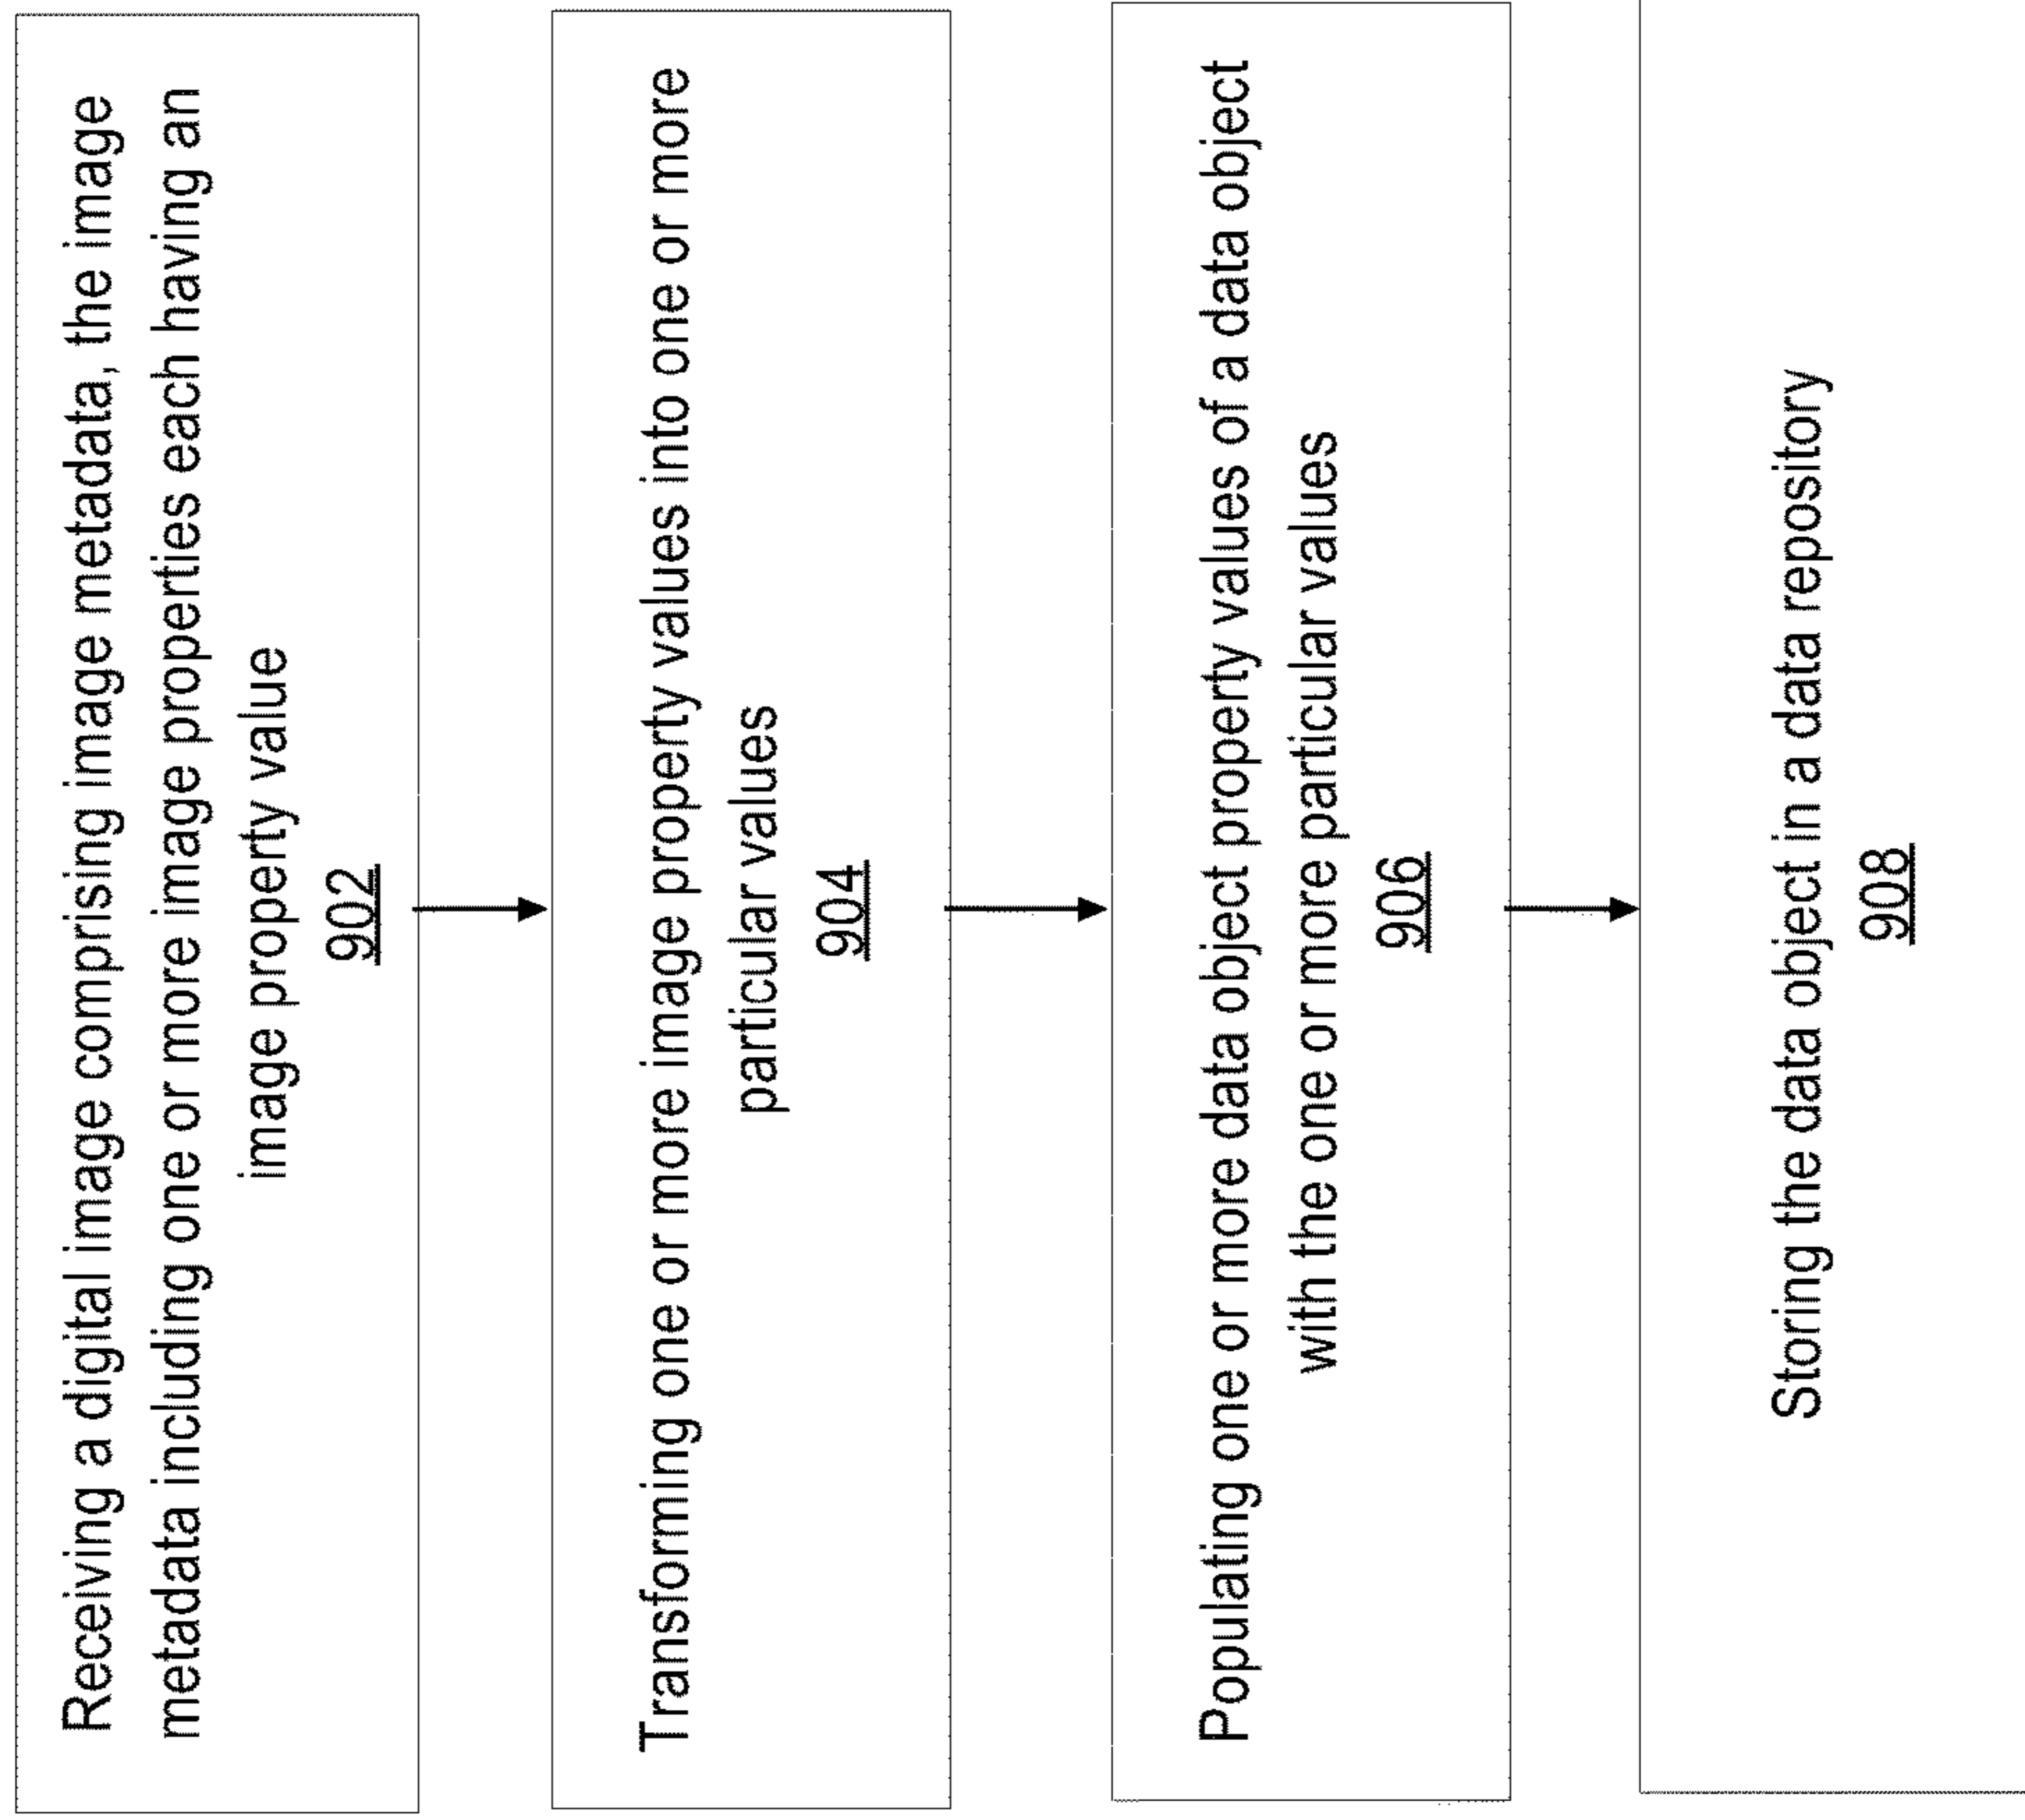 Receiving a digital image comprising image metadata, the image
metadata including one or more image properties each having an
image property value
902
Transforming one or more image property values into one or more
particular values
904
Populating one or more data object property values of a data object
with the one or more particular values
906
Storing the data object in a data repository
908